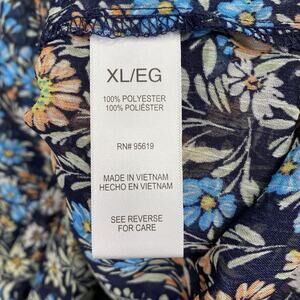 XL/EG
100% POLYESTER
100% POLIÉSTER
RN# 95619
MADE IN VIETNAM
HECHO EN VIETNAM
SEE REVERSE
FOR CARE